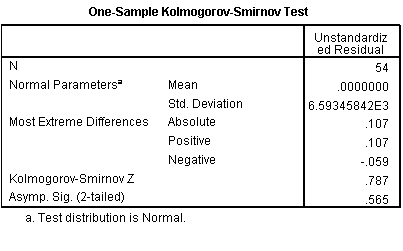 One-Sample Kolmogorov-Smirnov Test
Unstandardiz
ed Residual
N 54
Normal Parametersa Mean .0000000
Std. Deviation 6.59345842E3
Most Extreme Differences Absolute .107
Positive .107
Negative -.059
Kolmogorov-Smirnov Z .787
Asymp. Sig. (2-tailed) .565
a. Test distribution is Normal.